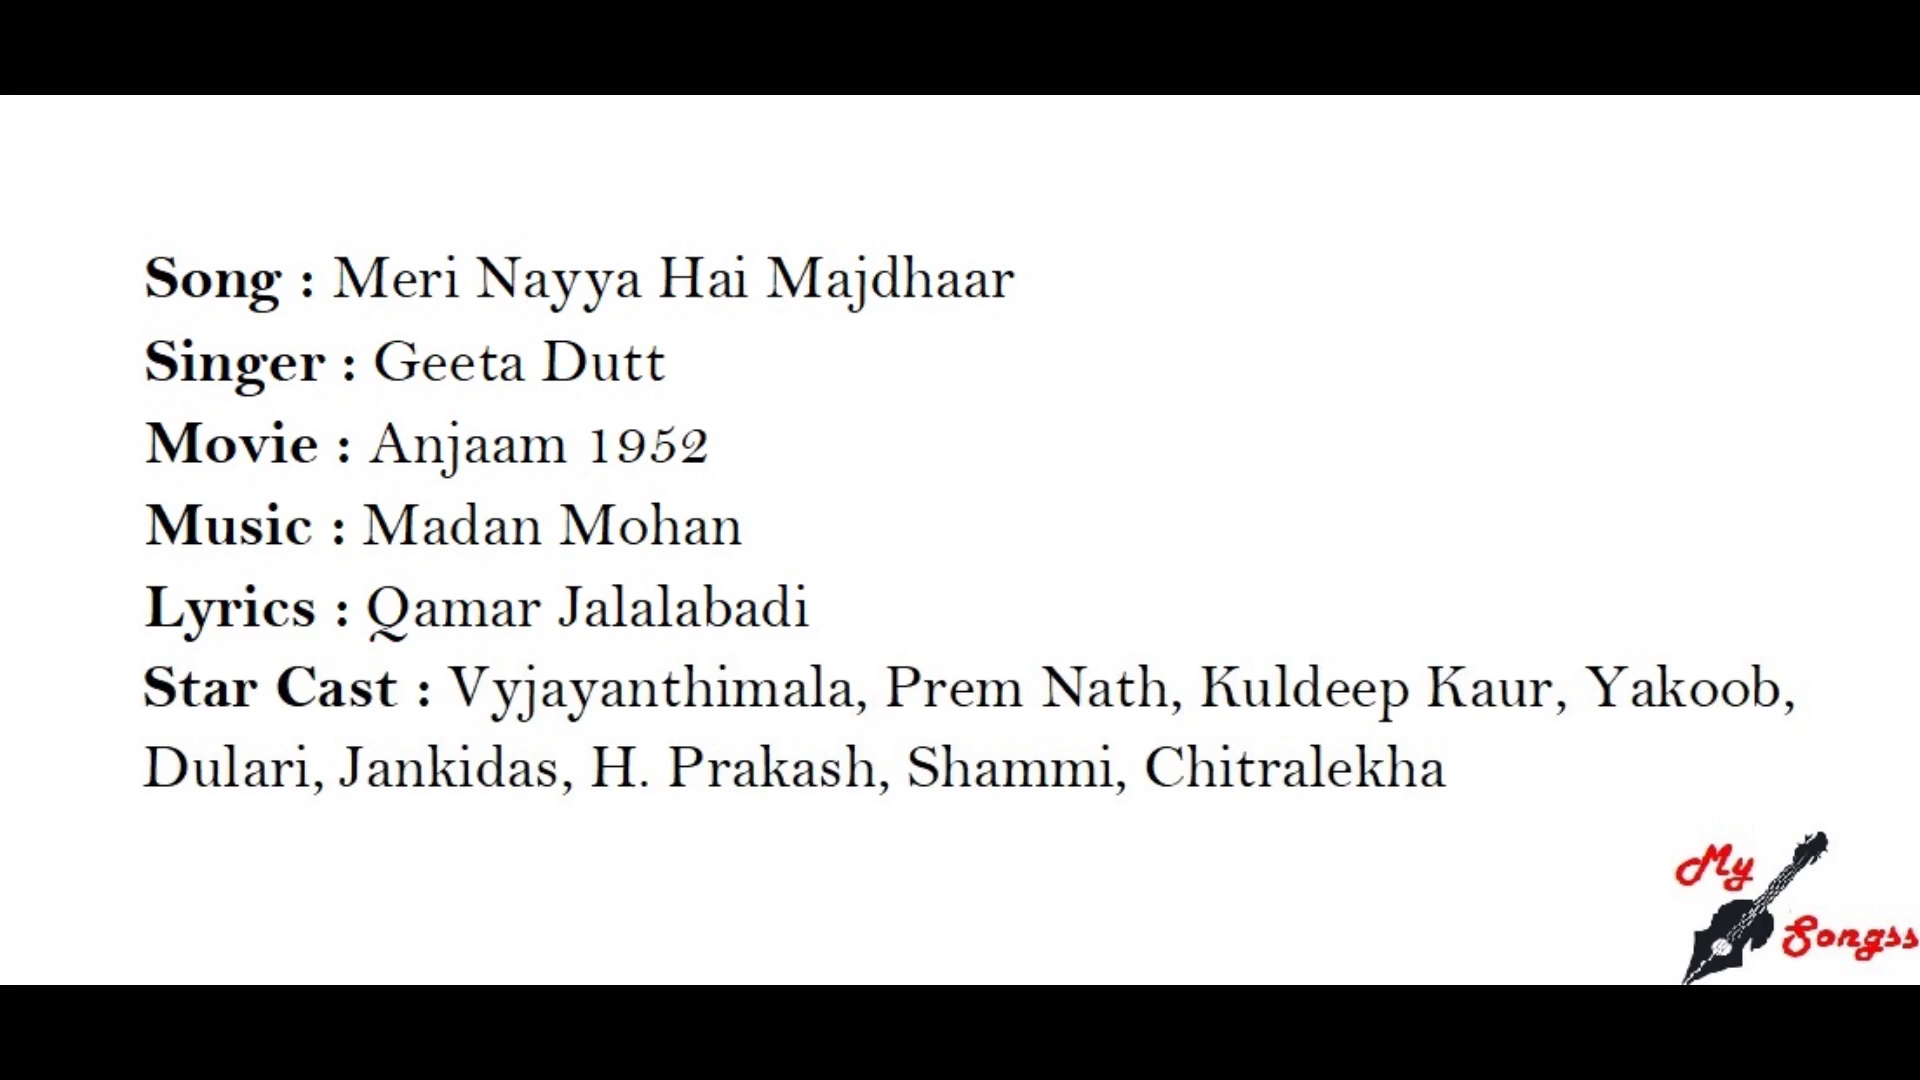 Song : Meri Nayya Hai Majdhaar
Singer : Geeta Dutt
Movie : Anjaam 1952
Music : Madan Mohan
Lyrics : Qamar Jalalabadi
Star Cast : Vyjayanthimala, Prem Nath, Kuldeep Kaur, Yakoob,
Dulari, Jankidas, H. Prakash, Shammi, Chitralekha
My
Songss